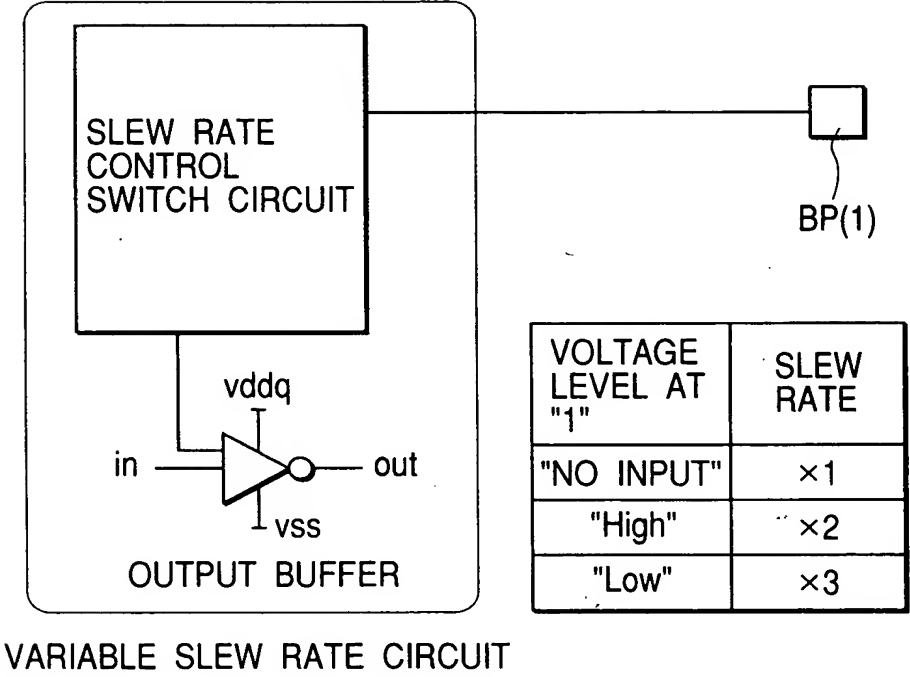 SLEW RATE
CONTROL
SWITCH CIRCUIT
BP(1)
vddq
in
out
vss
OUTPUT BUFFER
VOLTAGE
LEVEL AT
"1"
SLEW
RATE
"NO INPUT" ×1
"High" ×2
"Low" ×3
VARIABLE SLEW RATE CIRCUIT